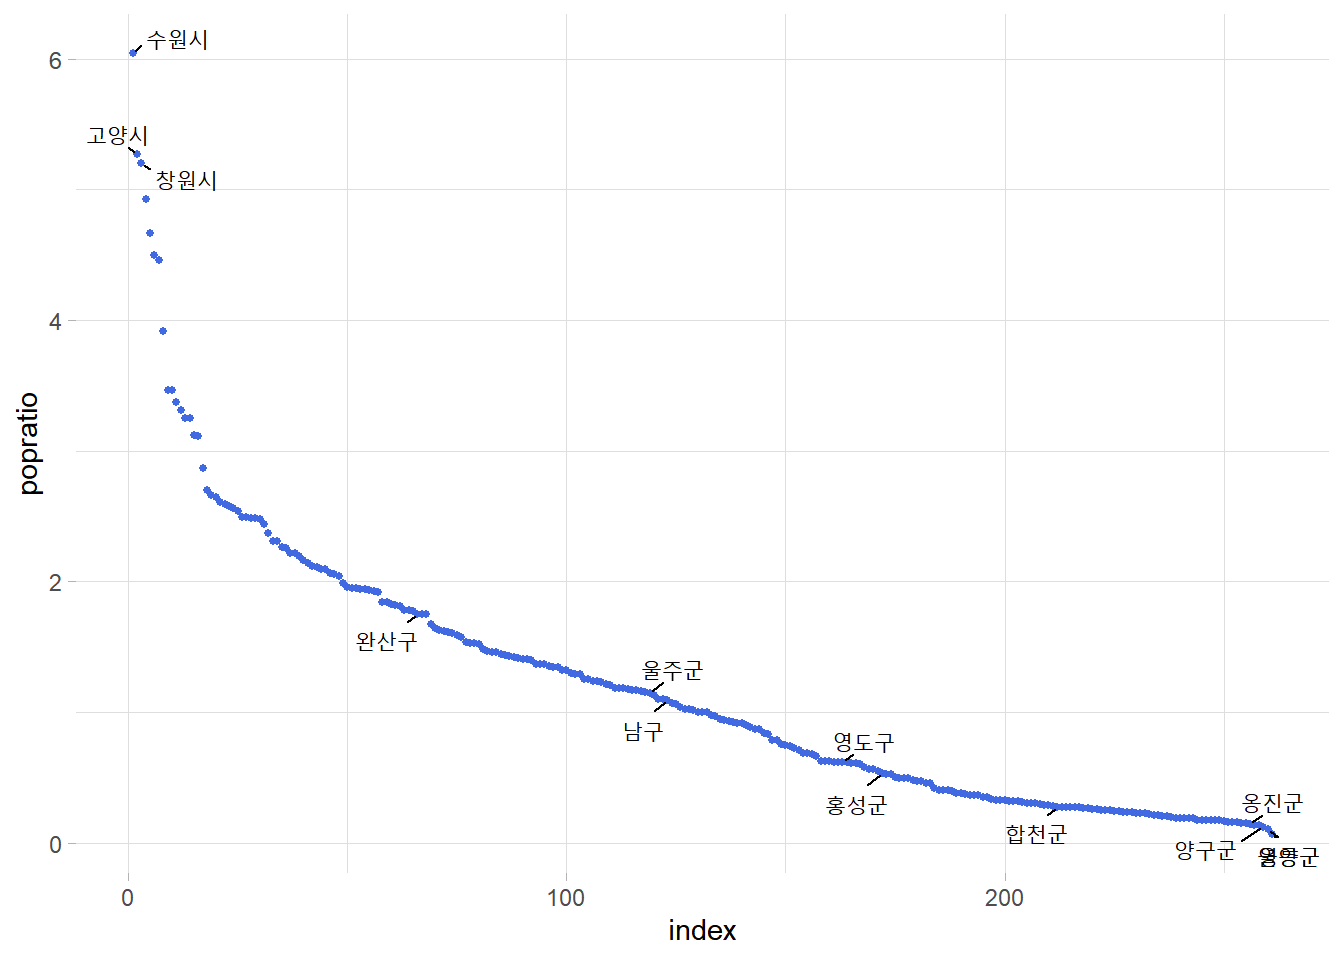 수원시
6
고양시
창원시
4
popratio
2
완산구
울주군
남구
영도구
홍성군
옹진군
합천군
양구군
0
0
100
200
index